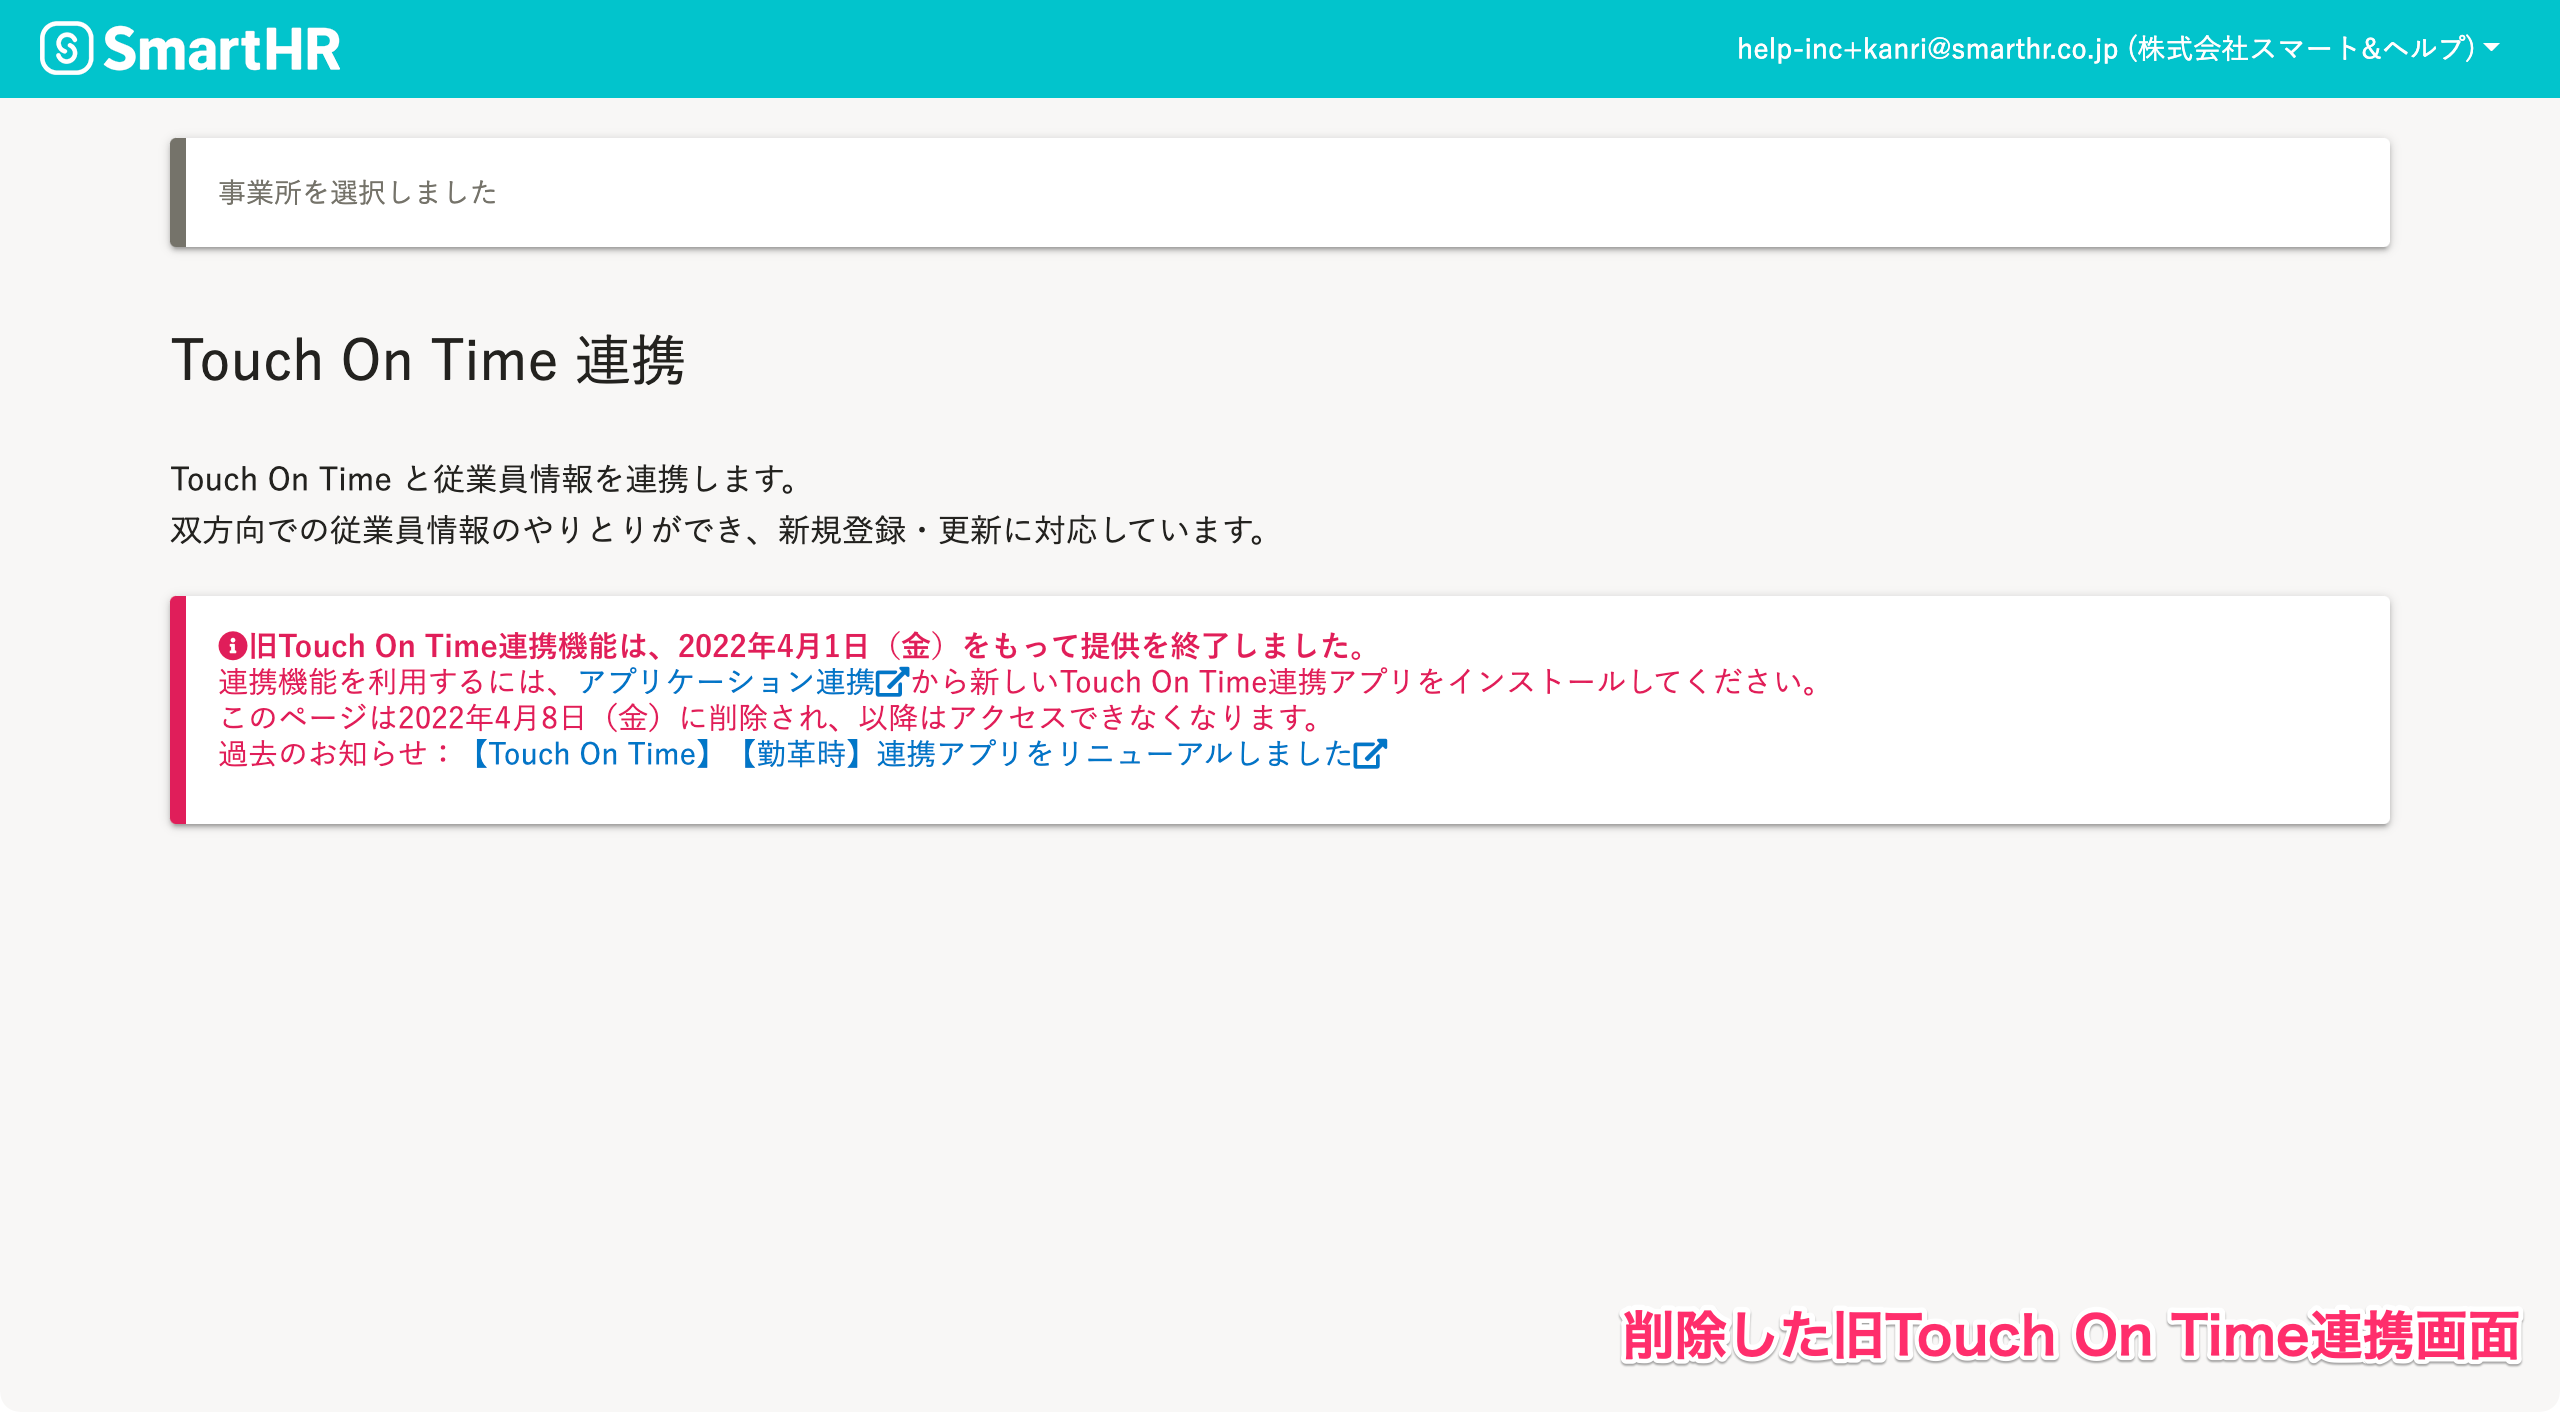 SmartHR
help-inc+kanri@smarthr.co.jp (株式会社スマート&ヘルプ)
事業所を選択しました
Touch On Time 連携
Touch On Time と従業員情報を連携します。
双方向での従業員情報のやりとりができ、新規登録・更新に対応しています。
旧Touch On Time連携機能は、2022年4月1日（金）をもって提供を終了しました。
連携機能を利用するには、アプリケーション連携から新しいTouch On Time連携アプリをインストールしてください。
このページは2022年4月8日（金）に削除され、以降はアクセスできなくなります。
過去のお知らせ：【Touch On Time】【勤革時】連携アプリをリニューアルしました
削除した旧Touch On Time連携画面